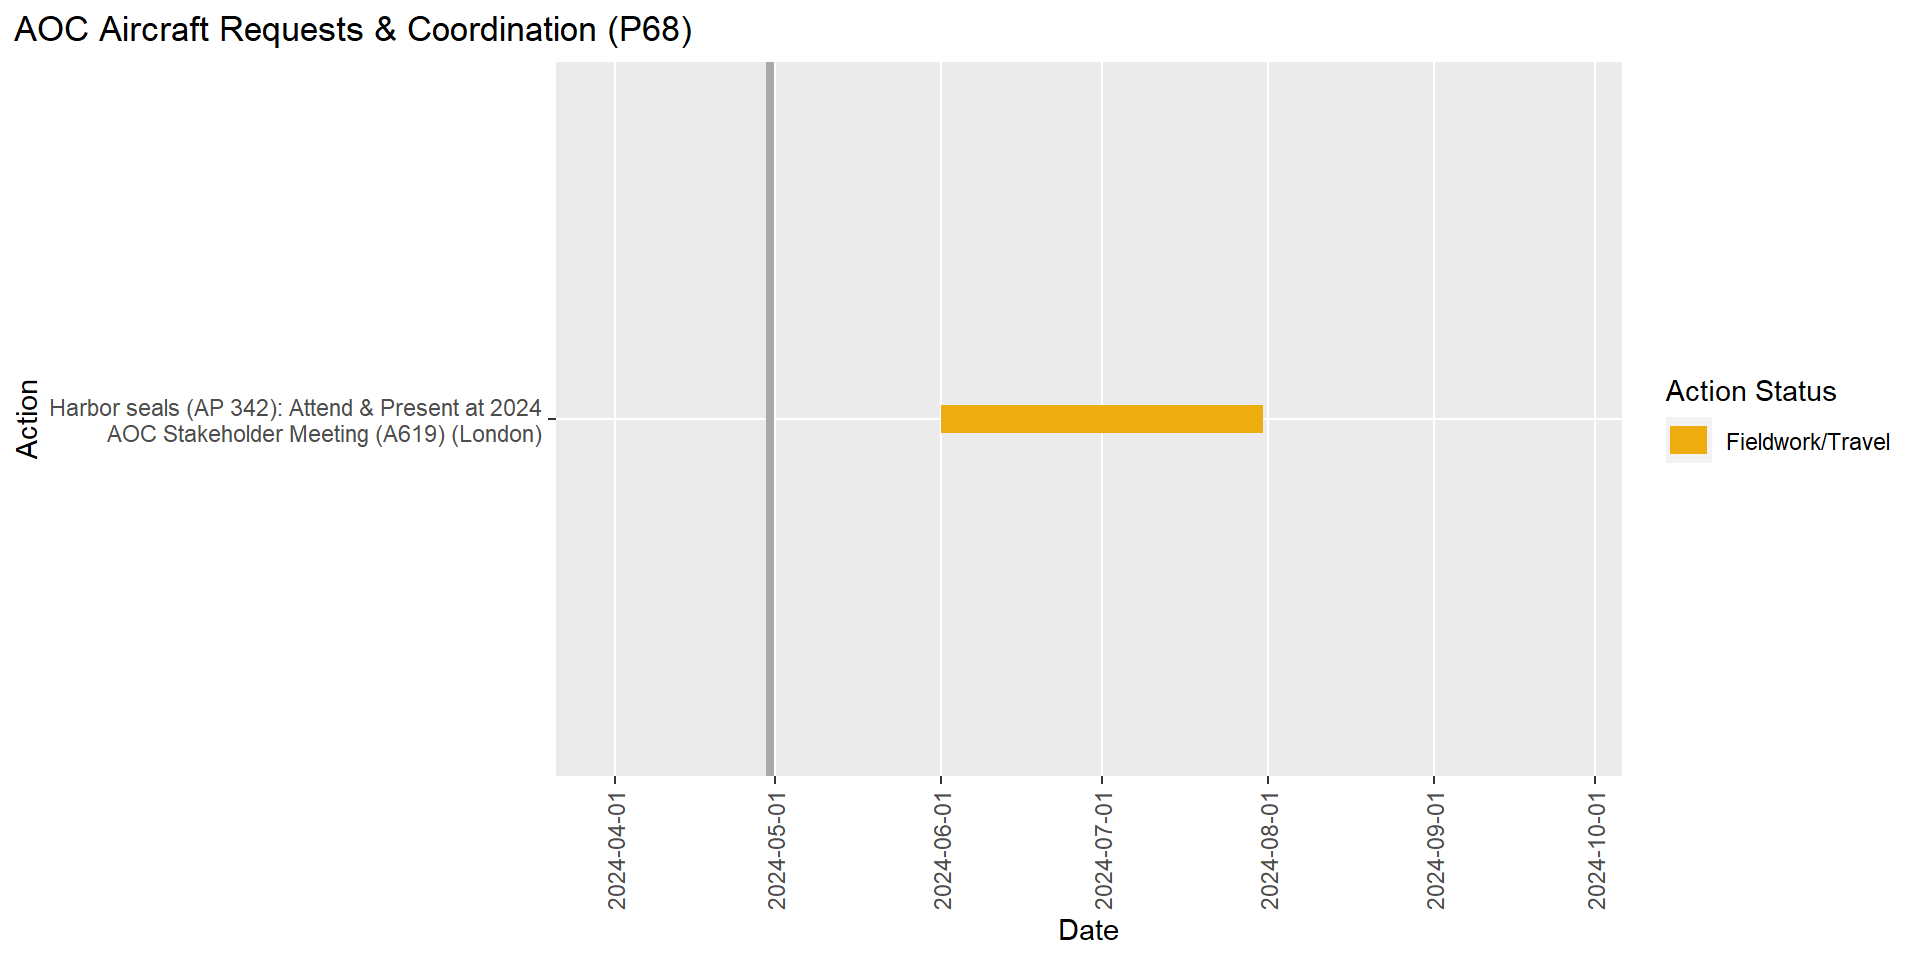 AOC Aircraft Requests & Coordination (P68)
Action
Harbor seals (AP 342): Attend & Present at 2024
AOC Stakeholder Meeting (A619) (London)
Action Status
Fieldwork/Travel
2024-04-01
2024-05-01
2024-06-01
2024-07-01
2024-08-01
2024-09-01
2024-10-01
Date